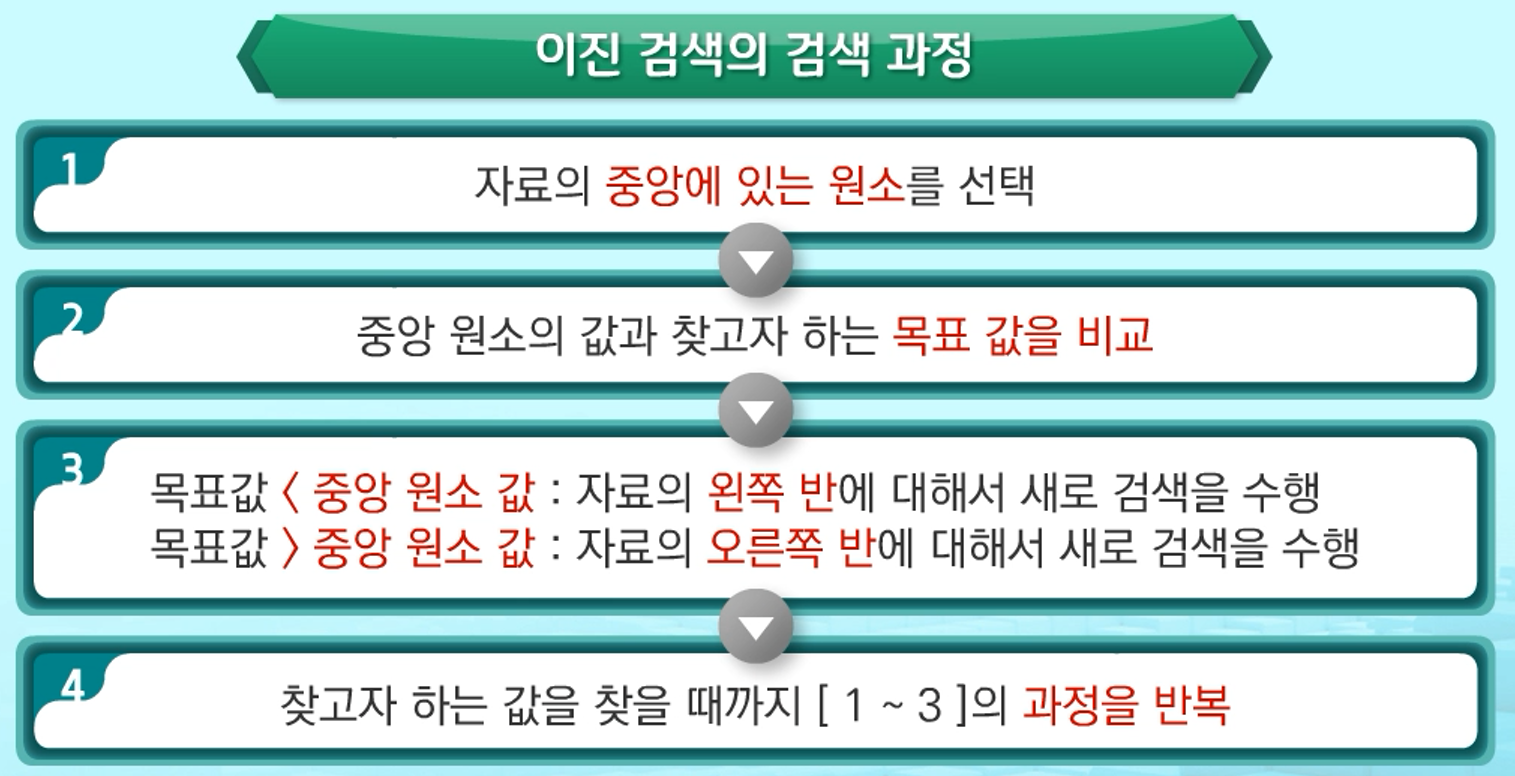 이진 검색의 검색 과정
1
자료의 중앙에 있는 원소를 선택
2
중앙 원소의 값과 찾고자 하는 목표 값을 비교
3
목표값 < 중앙 원소 값 : 자료의 왼쪽 반에 대해서 새로 검색을 수행
목표값 > 중앙 원소 값 : 자료의 오른쪽 반에 대해서 새로 검색을 수행
4
찾고자 하는 값을 찾을 때까지 [ 1 ~ 3 ]의 과정을 반복